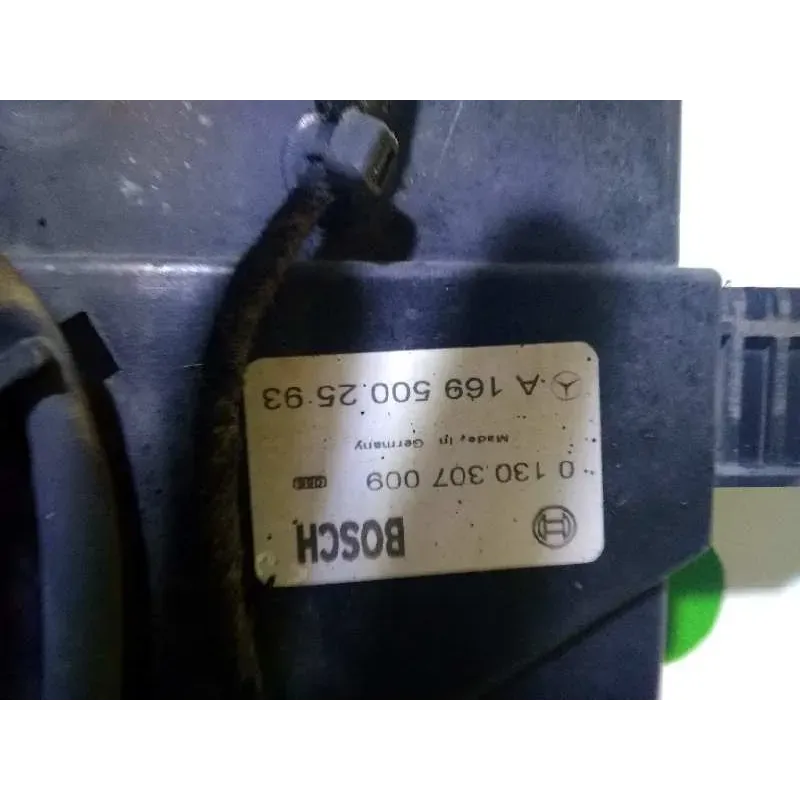 BOSCH
0 130 307 009
Made in Germany
A 169 500 25 93